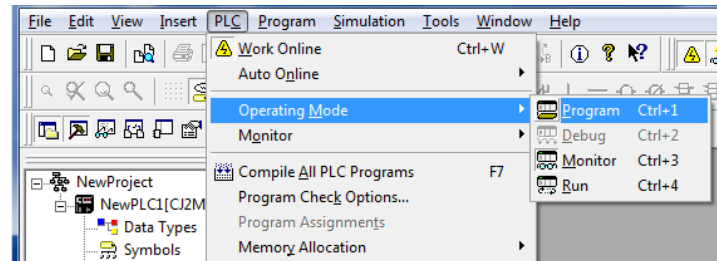 File Edit View Insert PLC Program Simulation Tools Window Help
Work Online Ctrl+W
Auto Online
Operating Mode
Program Ctrl+1
Debug Ctrl+2
Monitor
Monitor Ctrl+3
Compile All PLC Programs F7
Run Ctrl+4
Program Check Options...
Program Assignments
Memory Allocation
NewProject
NewPLC1[CJ2M
Data Types
Symbols